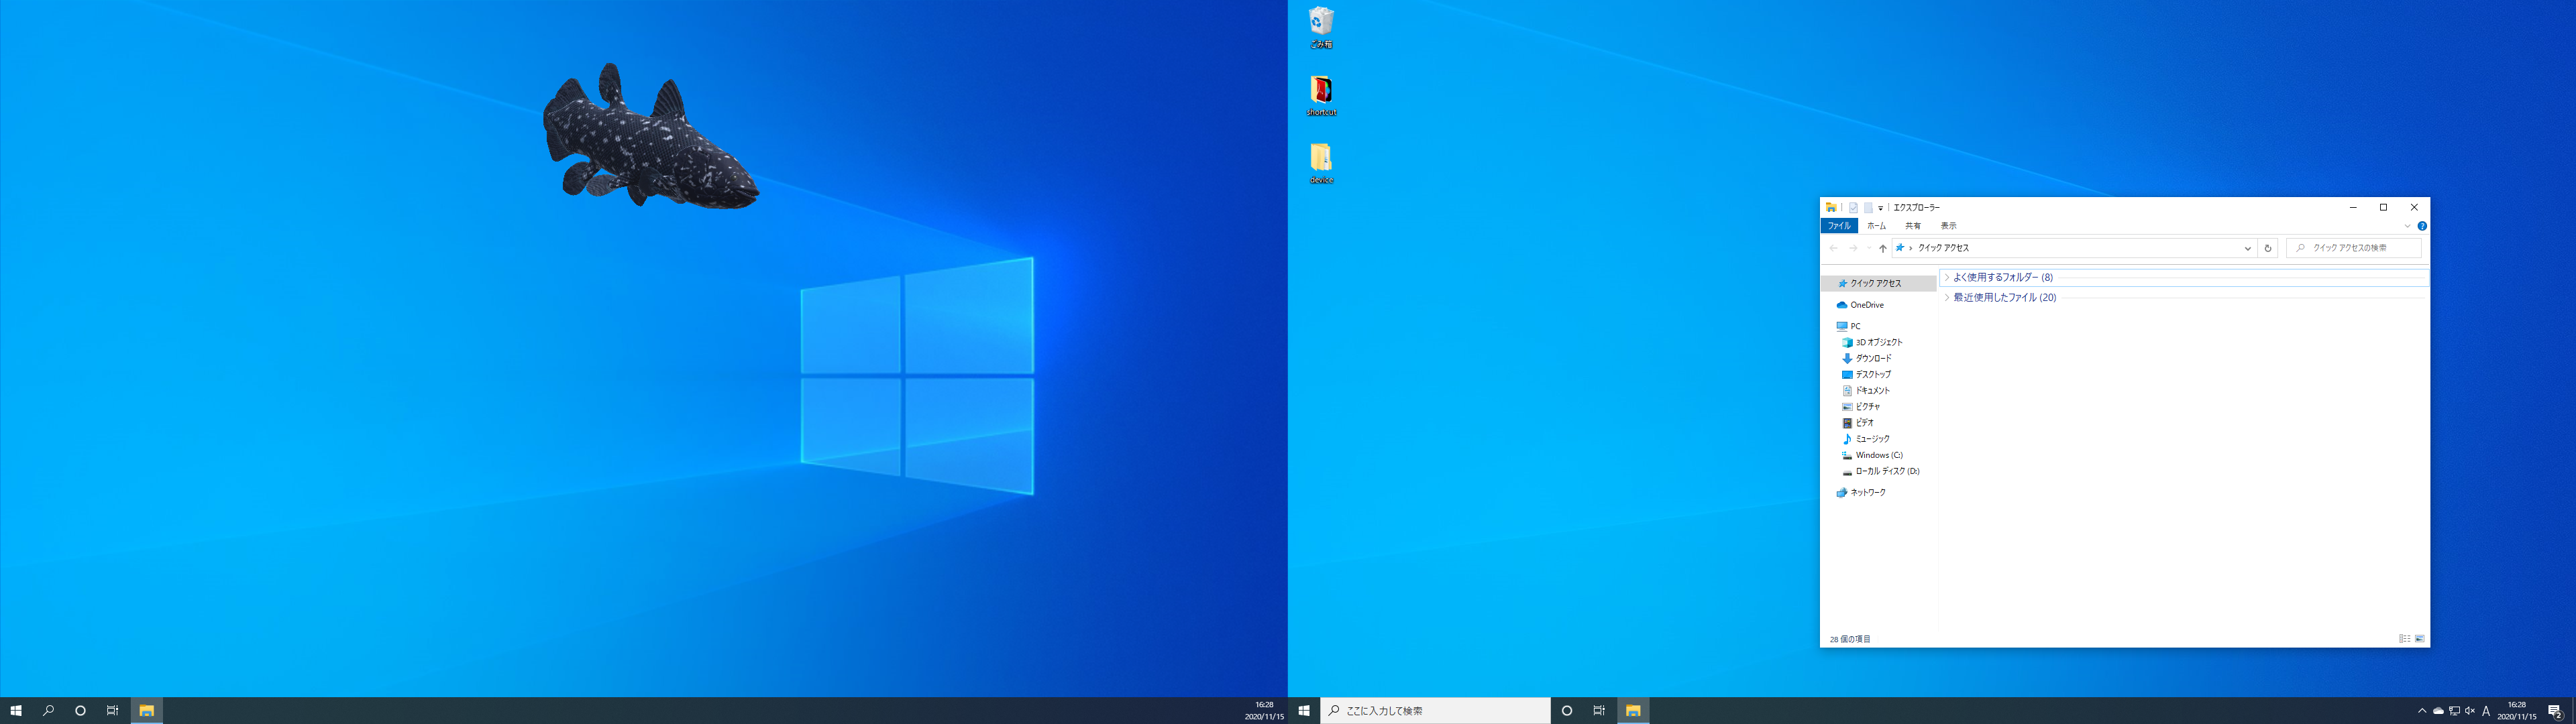 16:28
2020/11/15
ごみ箱
shortcut
device
エクスプローラー
ファイル
ホーム
共有
表示
クイック アクセス
クイック アクセスの検索
クイック アクセス
OneDrive
PC
3D オブジェクト
ダウンロード
デスクトップ
ドキュメント
ピクチャ
ビデオ
ミュージック
Windows (C:)
ローカル ディスク (D:)
ネットワーク
よく使用するフォルダー (8)
最近使用したファイル (20)
28 個の項目
ここに入力して検索
A
16:28
2020/11/15
2